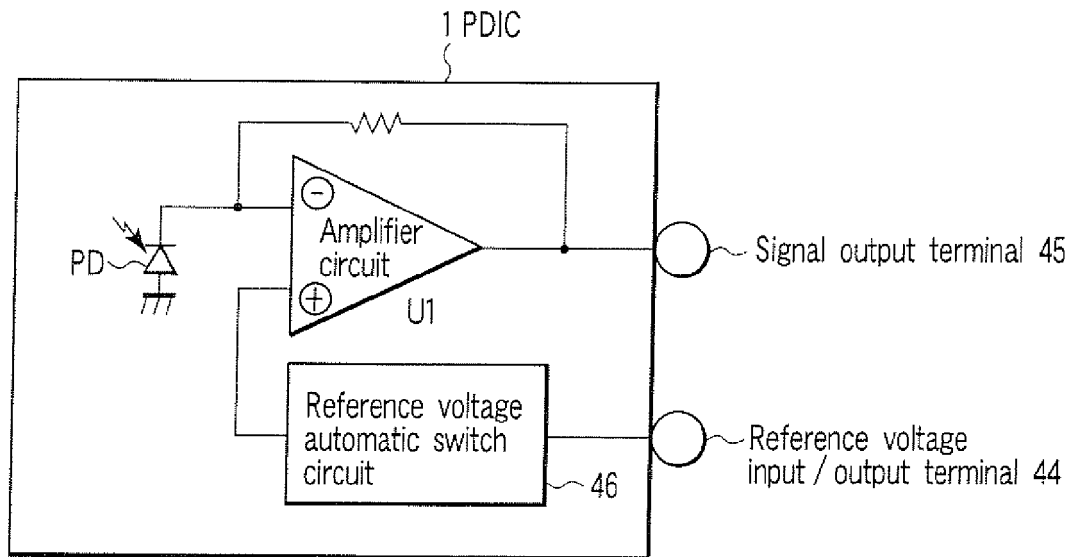 1 PDIC
Amplifier
circuit
PD
U1
Signal output terminal 45
Reference voltage
automatic switch
circuit
46
Reference voltage
input / output terminal 44